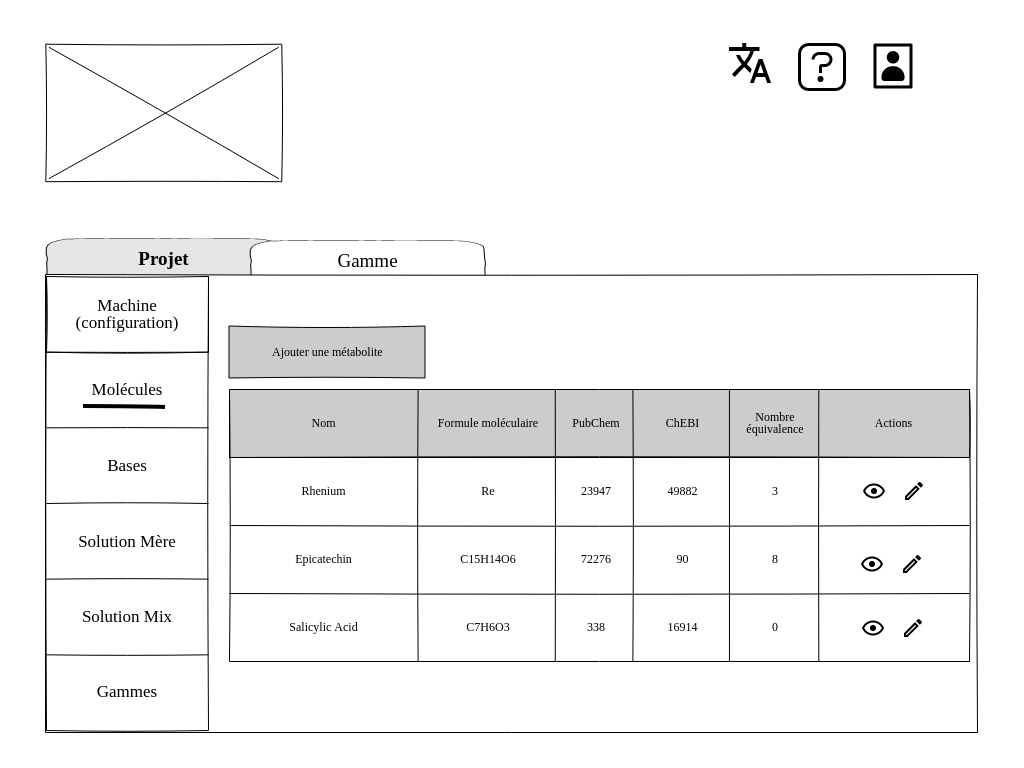 Projet
Gamme
Machine
(configuration)
Molécules
Bases
Solution Mère
Solution Mix
Gammes
Ajouter une métabolite
Nom Formule moléculaire PubChem ChEBI Nombre équivalence Actions
Rhenium Re 23947 49882 3
Epicatechin C15H14O6 72276 90 8
Salicylic Acid C7H6O3 338 16914 0